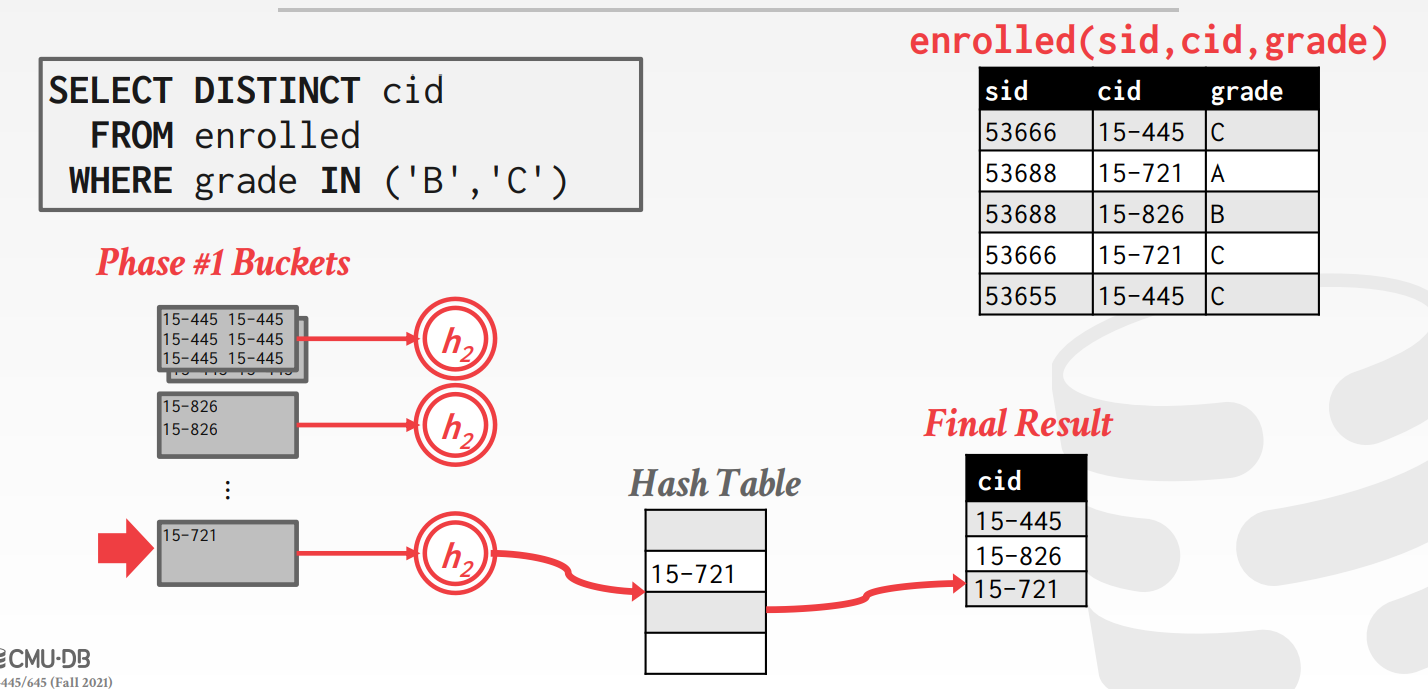 enrolled(sid,cid,grade)
SELECT DISTINCT cid
FROM enrolled
WHERE grade IN ('B','C')
sid cid grade
53666 15-445 C
53688 15-721 A
53688 15-826 B
53666 15-721 C
53655 15-445 C
Phase #1 Buckets
15-445 15-445
15-445 15-445
15-445 15-445
h2
15-826
15-826
h2
⋮
15-721
h2
Hash Table
15-721
Final Result
cid
15-445
15-826
15-721
CMU·DB
445/645 (Fall 2021)